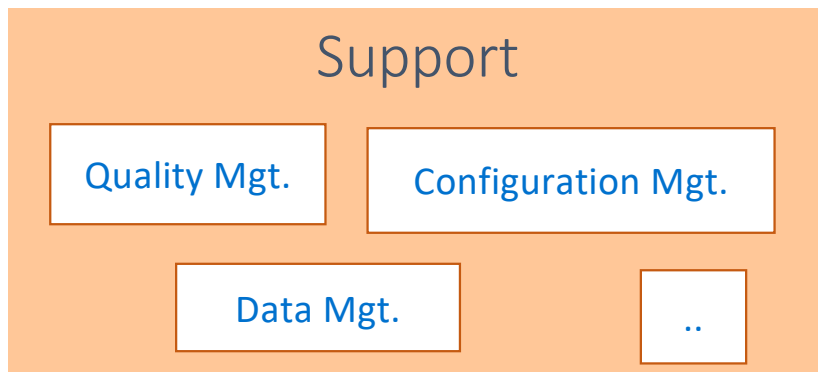 Support
Quality Mgt.
Configuration Mgt.
Data Mgt.
..